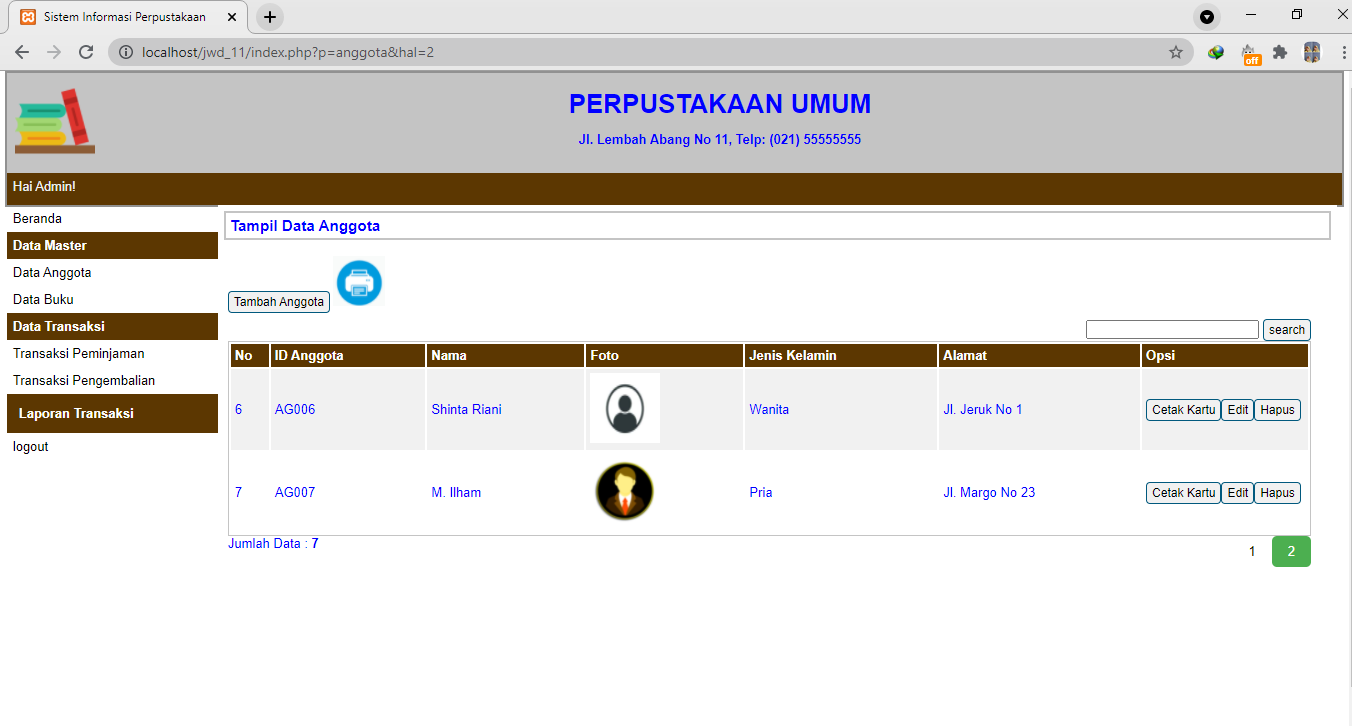 Sistem Informasi Perpustakaan
localhost/jwd_11/index.php?p=anggota&hal=2
off
PERPUSTAKAAN UMUM
Jl. Lembah Abang No 11, Telp: (021) 55555555
Hai Admin!
Beranda
Data Master
Data Anggota
Data Buku
Data Transaksi
Transaksi Peminjaman
Transaksi Pengembalian
Laporan Transaksi
logout
Tampil Data Anggota
Tambah Anggota
search
No ID Anggota Nama Foto Jenis Kelamin Alamat Opsi
6 AG006 Shinta Riani Wanita Jl. Jeruk No 1 Cetak Kartu Edit Hapus
7 AG007 M. Ilham Pria Jl. Margo No 23 Cetak Kartu Edit Hapus
Jumlah Data : 7 1 2